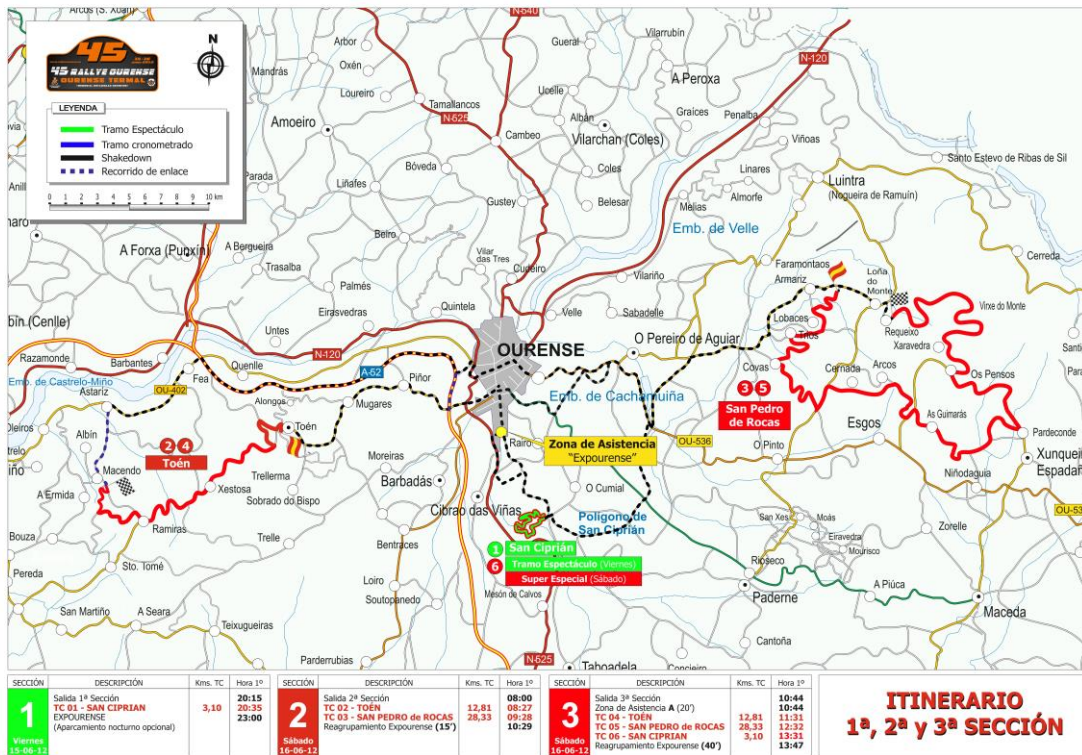 45
45 RALLYE OURENSE
OURENSE TERMAL
N
LEYENDA
Tramo Espectáculo
Tramo cronometrado
Shakedown
Recorrido de enlace
0 1 2 3 4 5 6 7 8 9 10 km
Arcos (S. Xoán)
Arbor
Oxén
Mandrás
Loureiro
Amoeiro
Tamallancos
N-525
Cambeo
Bóveda
Parada
Liñafes
Gustey
Beiro
A Forxa (Punxín)
A Bergueira
Trasalba
Palmés
Eirasvedras
Untes
Quintela
Vilar das Tres
Cudeiro
Gueral
Vilarrubín
A Peroxa
Ucelle
Albán
Graíces
Penalba
Vilarchan (Coles)
Coles
Belesar
N-120
Viñoas
Linares
Almorfe
Melias
Santo Estevo de Ribas de Sil
Luintra
(Nogueira de Ramuín)
Emb. de Velle
Cerreda
Faramontaos
Armariz
Loña do Monte
Vilariño
Velle
Sabadelle
O Pereiro de Aguiar
Lobaces
Trios
Requeixo
Xaravedra
Vinxe do Monte
Covas
Cernada
Arcos
Os Pensos
As Guimarás
Pardeconde
Niñodaguia
Esgos
O Pinto
3 5
San Pedro
de Rocas
OU-536
OURENSE
Emb. de Cachamuiña
Zona de Asistencia
"Expourense"
Rairo
O Cumial
Polígono de
San Ciprián
N-120
A-52
Razamonde
Barbantes
Emb. de Castrelo-Miño
Astariz
Fea
OU-402
Quenlle
Alongos
Toén
Mugares
Piñor
Albín
Macendo
2 4
Toén
A Ermida
Xestosa
Ramiras
Trellerma
Sobrado do Bispo
Moreiras
Barbadás
Cibrao das Viñas
Bouza
Trelle
Bentraces
Sto. Tomé
Pereda
Loiro
Soutopanedo
San Martiño
A Seara
Teixugueiras
Parderrubias
1 San Ciprián
Tramo Espectáculo (Viernes)
6 Super Especial (Sábado)
Mesón de Calvos
N-525
Taboadela
San Xes
Moás
Eiravedra
Mourisco
Rioseco
Paderne
Cantoña
Zorelle
A Piúca
Maceda
SECCIÓN DESCRIPCIÓN Kms. TC Hora 1º
1
Viernes
15-06-12
Salida 1ª Sección 20:15
TC 01 - SAN CIPRIAN 3,10 20:35
EXPOURENSE 23:00
(Aparcamiento nocturno opcional)
SECCIÓN DESCRIPCIÓN Kms. TC Hora 1º
2
Sábado
16-06-12
Salida 2ª Sección 08:00
TC 02 - TOÉN 12,81 08:27
TC 03 - SAN PEDRO de ROCAS 28,33 09:28
Reagrupamiento Expourense (15') 10:29
SECCIÓN DESCRIPCIÓN Kms. TC Hora 1º
3
Sábado
16-06-12
Salida 3ª Sección 10:44
Zona de Asistencia A (20') 10:44
TC 04 - TOÉN 12,81 11:31
TC 05 - SAN PEDRO de ROCAS 28,33 12:32
TC 06 - SAN CIPRIAN 3,10 13:31
Reagrupamiento Expourense (40') 13:47
ITINERARIO
1ª, 2ª y 3ª SECCIÓN